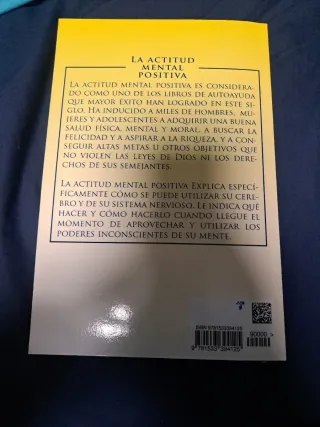 La actitud
mental
positiva
La actitud mental positiva es considera-
do como uno de los libros de autoayuda
que mayor éxito han logrado en este si-
glo. Ha inducido a miles de hombres, mu-
jeres y adolescentes a adquirir una buena
salud física, mental y moral, a buscar la
felicidad y a aspirar a la riqueza, y a con-
seguir altas metas u otros objetivos que
no violen las leyes de Dios ni los dere-
chos de sus semejantes.
La actitud mental positiva explica especí-
ficamente cómo se puede utilizar su cere-
bro y de su sistema nervioso. Le indica qué
hacer y cómo hacerlo cuando llegue el
momento de aprovechar y utilizar los
poderes inconscientes de su mente.
90000 >